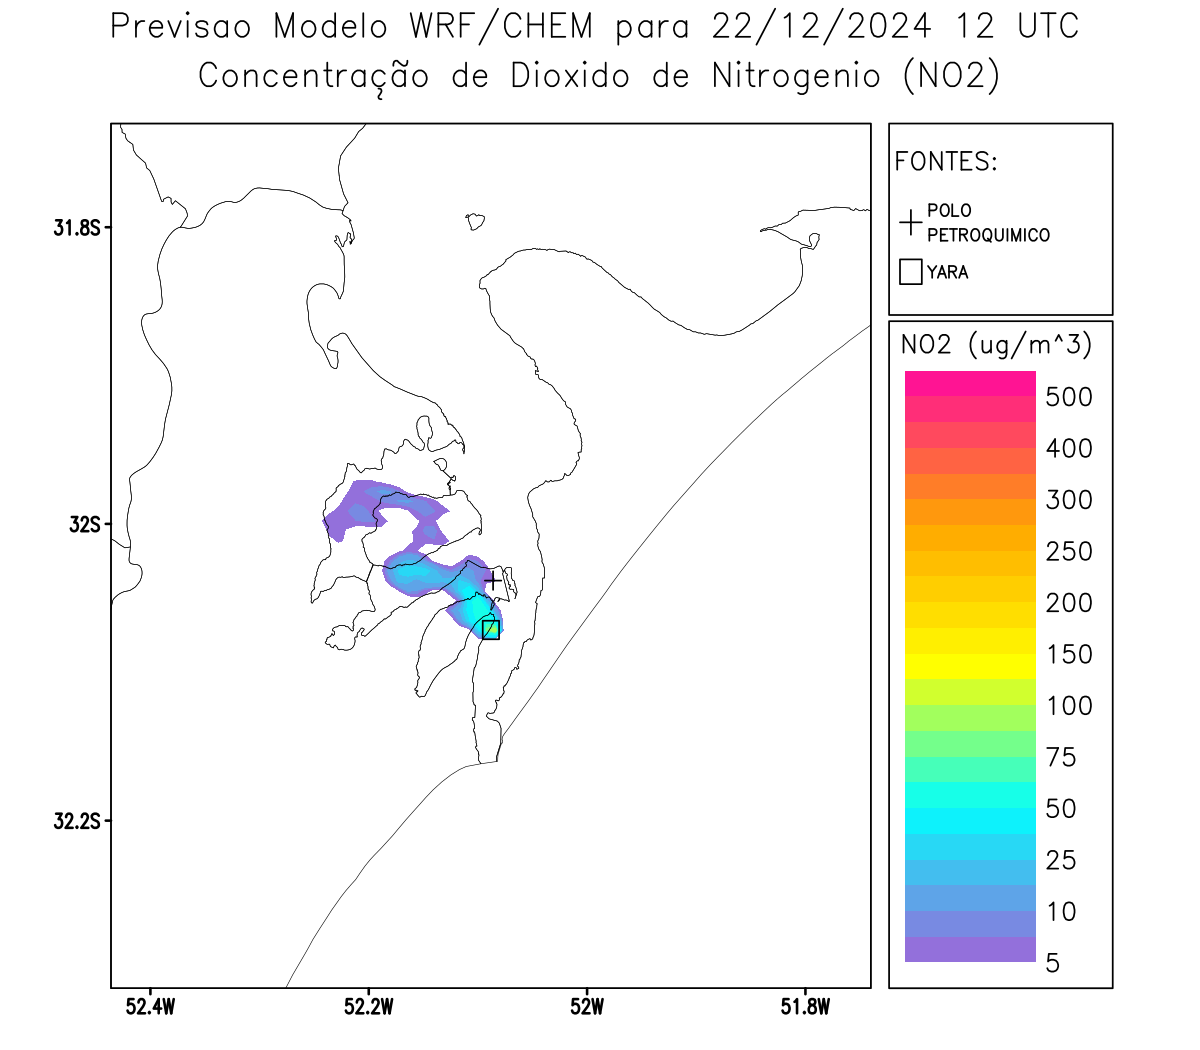 Previsao Modelo WRF/CHEM para 22/12/2024 12 UTC
Concentração de Dioxido de Nitrogenio (NO2)
FONTES:
POLO
PETROQUIMICO
YARA
NO2 (ug/m^3)
500
400
300
250
200
150
100
75
50
25
10
5
31.8S
32S
32.2S
52.4W
52.2W
52W
51.8W